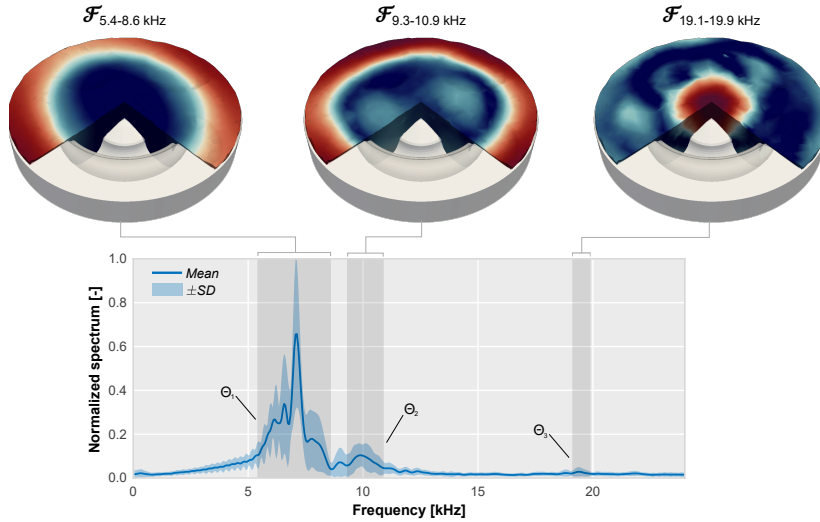 𝓕5.4-8.6 kHz 𝓕9.3-10.9 kHz 𝓕19.1-19.9 kHz
1.0
Mean
±SD
0.8
0.6
0.4
Θ1
Θ2
0.2
Θ3
0.0
Normalized spectrum [-]
0 5 10 15 20
Frequency [kHz]